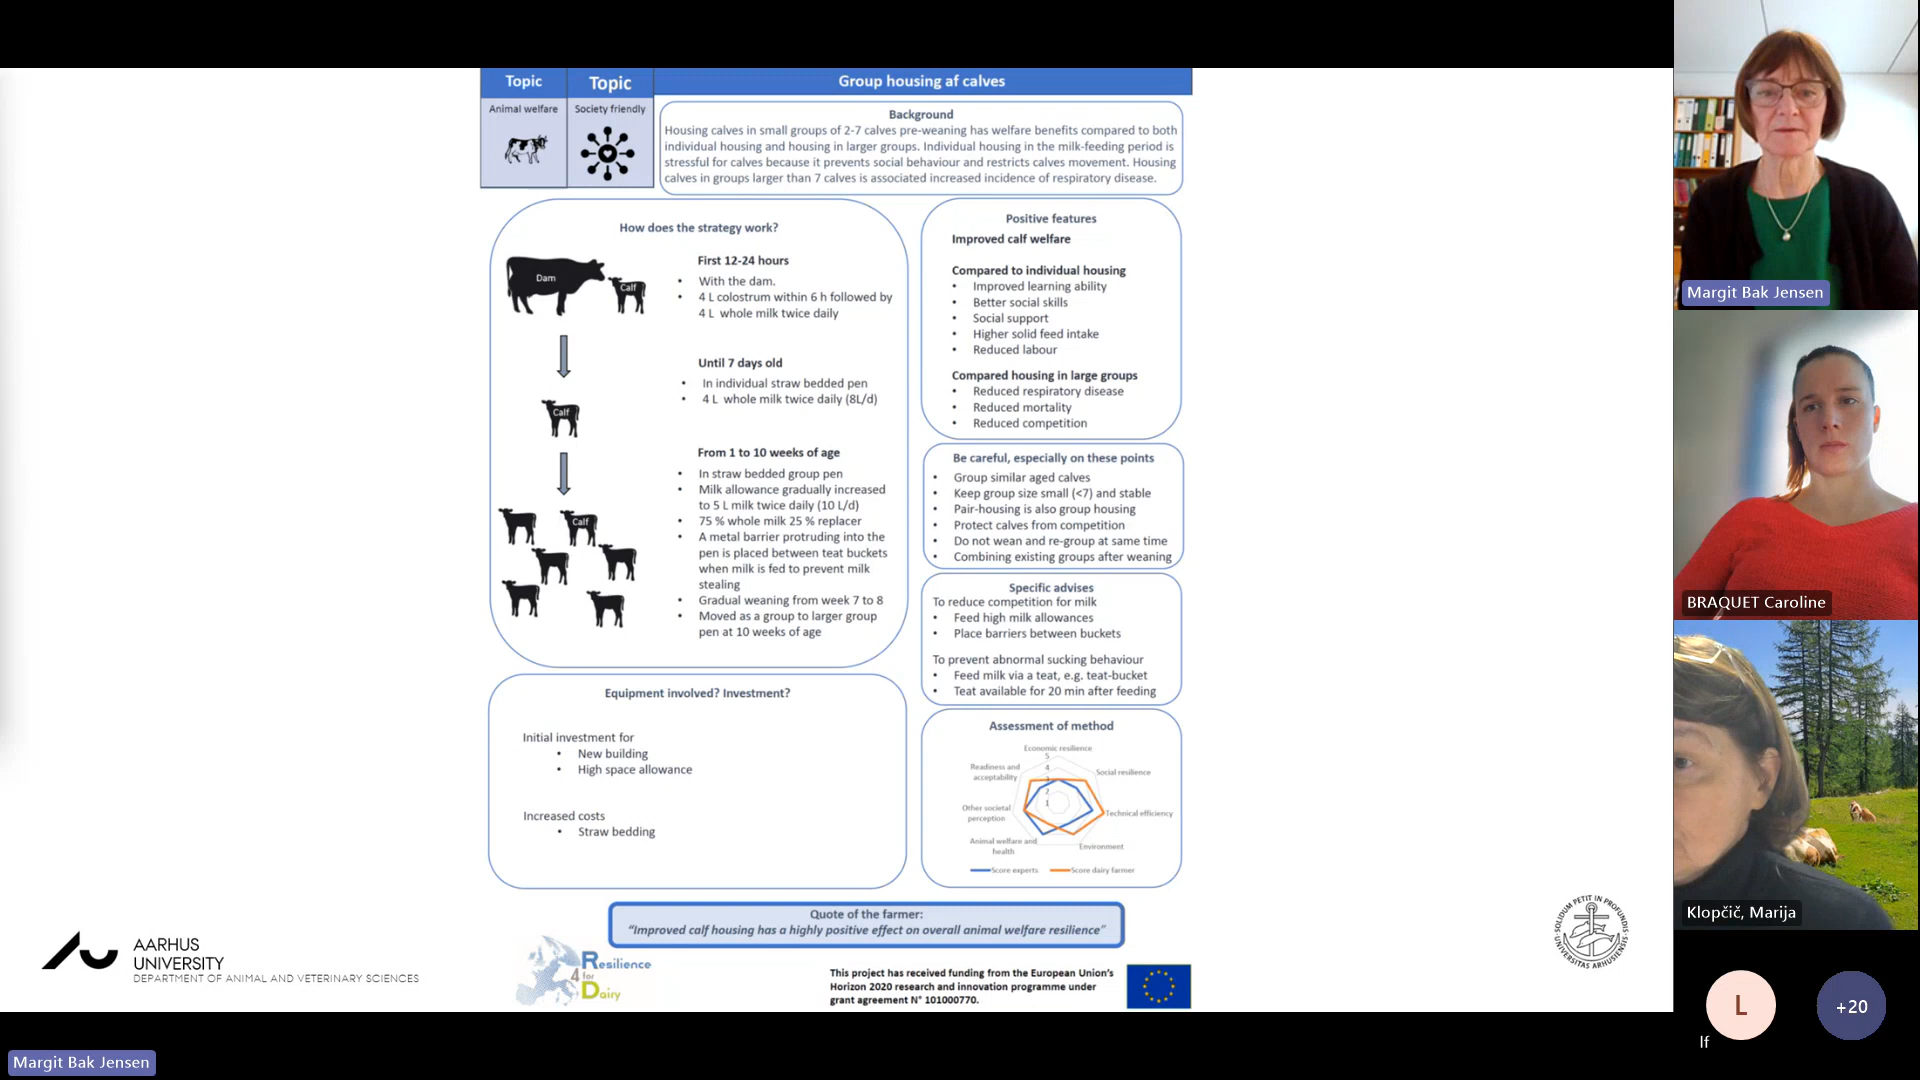 Topic
Topic
Group housing af calves
Animal welfare
Society friendly
Background
Housing calves in small groups of 2-7 calves pre-weaning has welfare benefits compared to both
individual housing and housing in larger groups. Individual housing in the milk-feeding period is
stressful for calves because it prevents social behaviour and restricts calves movement. Housing
calves in groups larger than 7 calves is associated increased incidence of respiratory disease.
How does the strategy work?
Dam
Calf
First 12-24 hours
• With the dam.
• 4 L colostrum within 6 h followed by
4 L whole milk twice daily
Until 7 days old
• In individual straw bedded pen
• 4 L whole milk twice daily (8L/d)
Calf
From 1 to 10 weeks of age
• In straw bedded group pen
• Milk allowance gradually increased
to 5 L milk twice daily (10 L/d)
• 75 % whole milk 25 % replacer
• A metal barrier protruding into the
pen is placed between teat buckets
when milk is fed to prevent milk
stealing
• Gradual weaning from week 7 to 8
• Moved as a group to larger group
pen at 10 weeks of age
Calf
Equipment involved? Investment?
Initial investment for
• New building
• High space allowance
Increased costs
• Straw bedding
Positive features
Improved calf welfare
Compared to individual housing
• Improved learning ability
• Better social skills
• Social support
• Higher solid feed intake
• Reduced labour
Compared housing in large groups
• Reduced respiratory disease
• Reduced mortality
• Reduced competition
Be careful, especially on these points
• Group similar aged calves
• Keep group size small (<7) and stable
• Pair-housing is also group housing
• Protect calves from competition
• Do not wean and re-group at same time
• Combining existing groups after weaning
Specific advises
To reduce competition for milk
• Feed high milk allowances
• Place barriers between buckets
To prevent abnormal sucking behaviour
• Feed milk via a teat, e.g. teat-bucket
• Teat available for 20 min after feeding
Assessment of method
Economic resilience
Social resilience
Technical efficiency
Environment
Animal welfare and
health
Other societal
perception
Readiness and
acceptability
5
4
3
2
1
Score experts
Score dairy farmer
Quote of the farmer:
"Improved calf housing has a highly positive effect on overall animal welfare resilience"
AARHUS
UNIVERSITY
DEPARTMENT OF ANIMAL AND VETERINARY SCIENCES
Resilience
4 for
Dairy
This project has received funding from the European Union's
Horizon 2020 research and innovation programme under
grant agreement N° 101000770.
SOLIDUM PETIT IN PROFUNDIS
UNIVERSITAS ARHUSIENSIS
Margit Bak Jensen
BRAQUET Caroline
Klopčič, Marija
L
+20
lf
Margit Bak Jensen